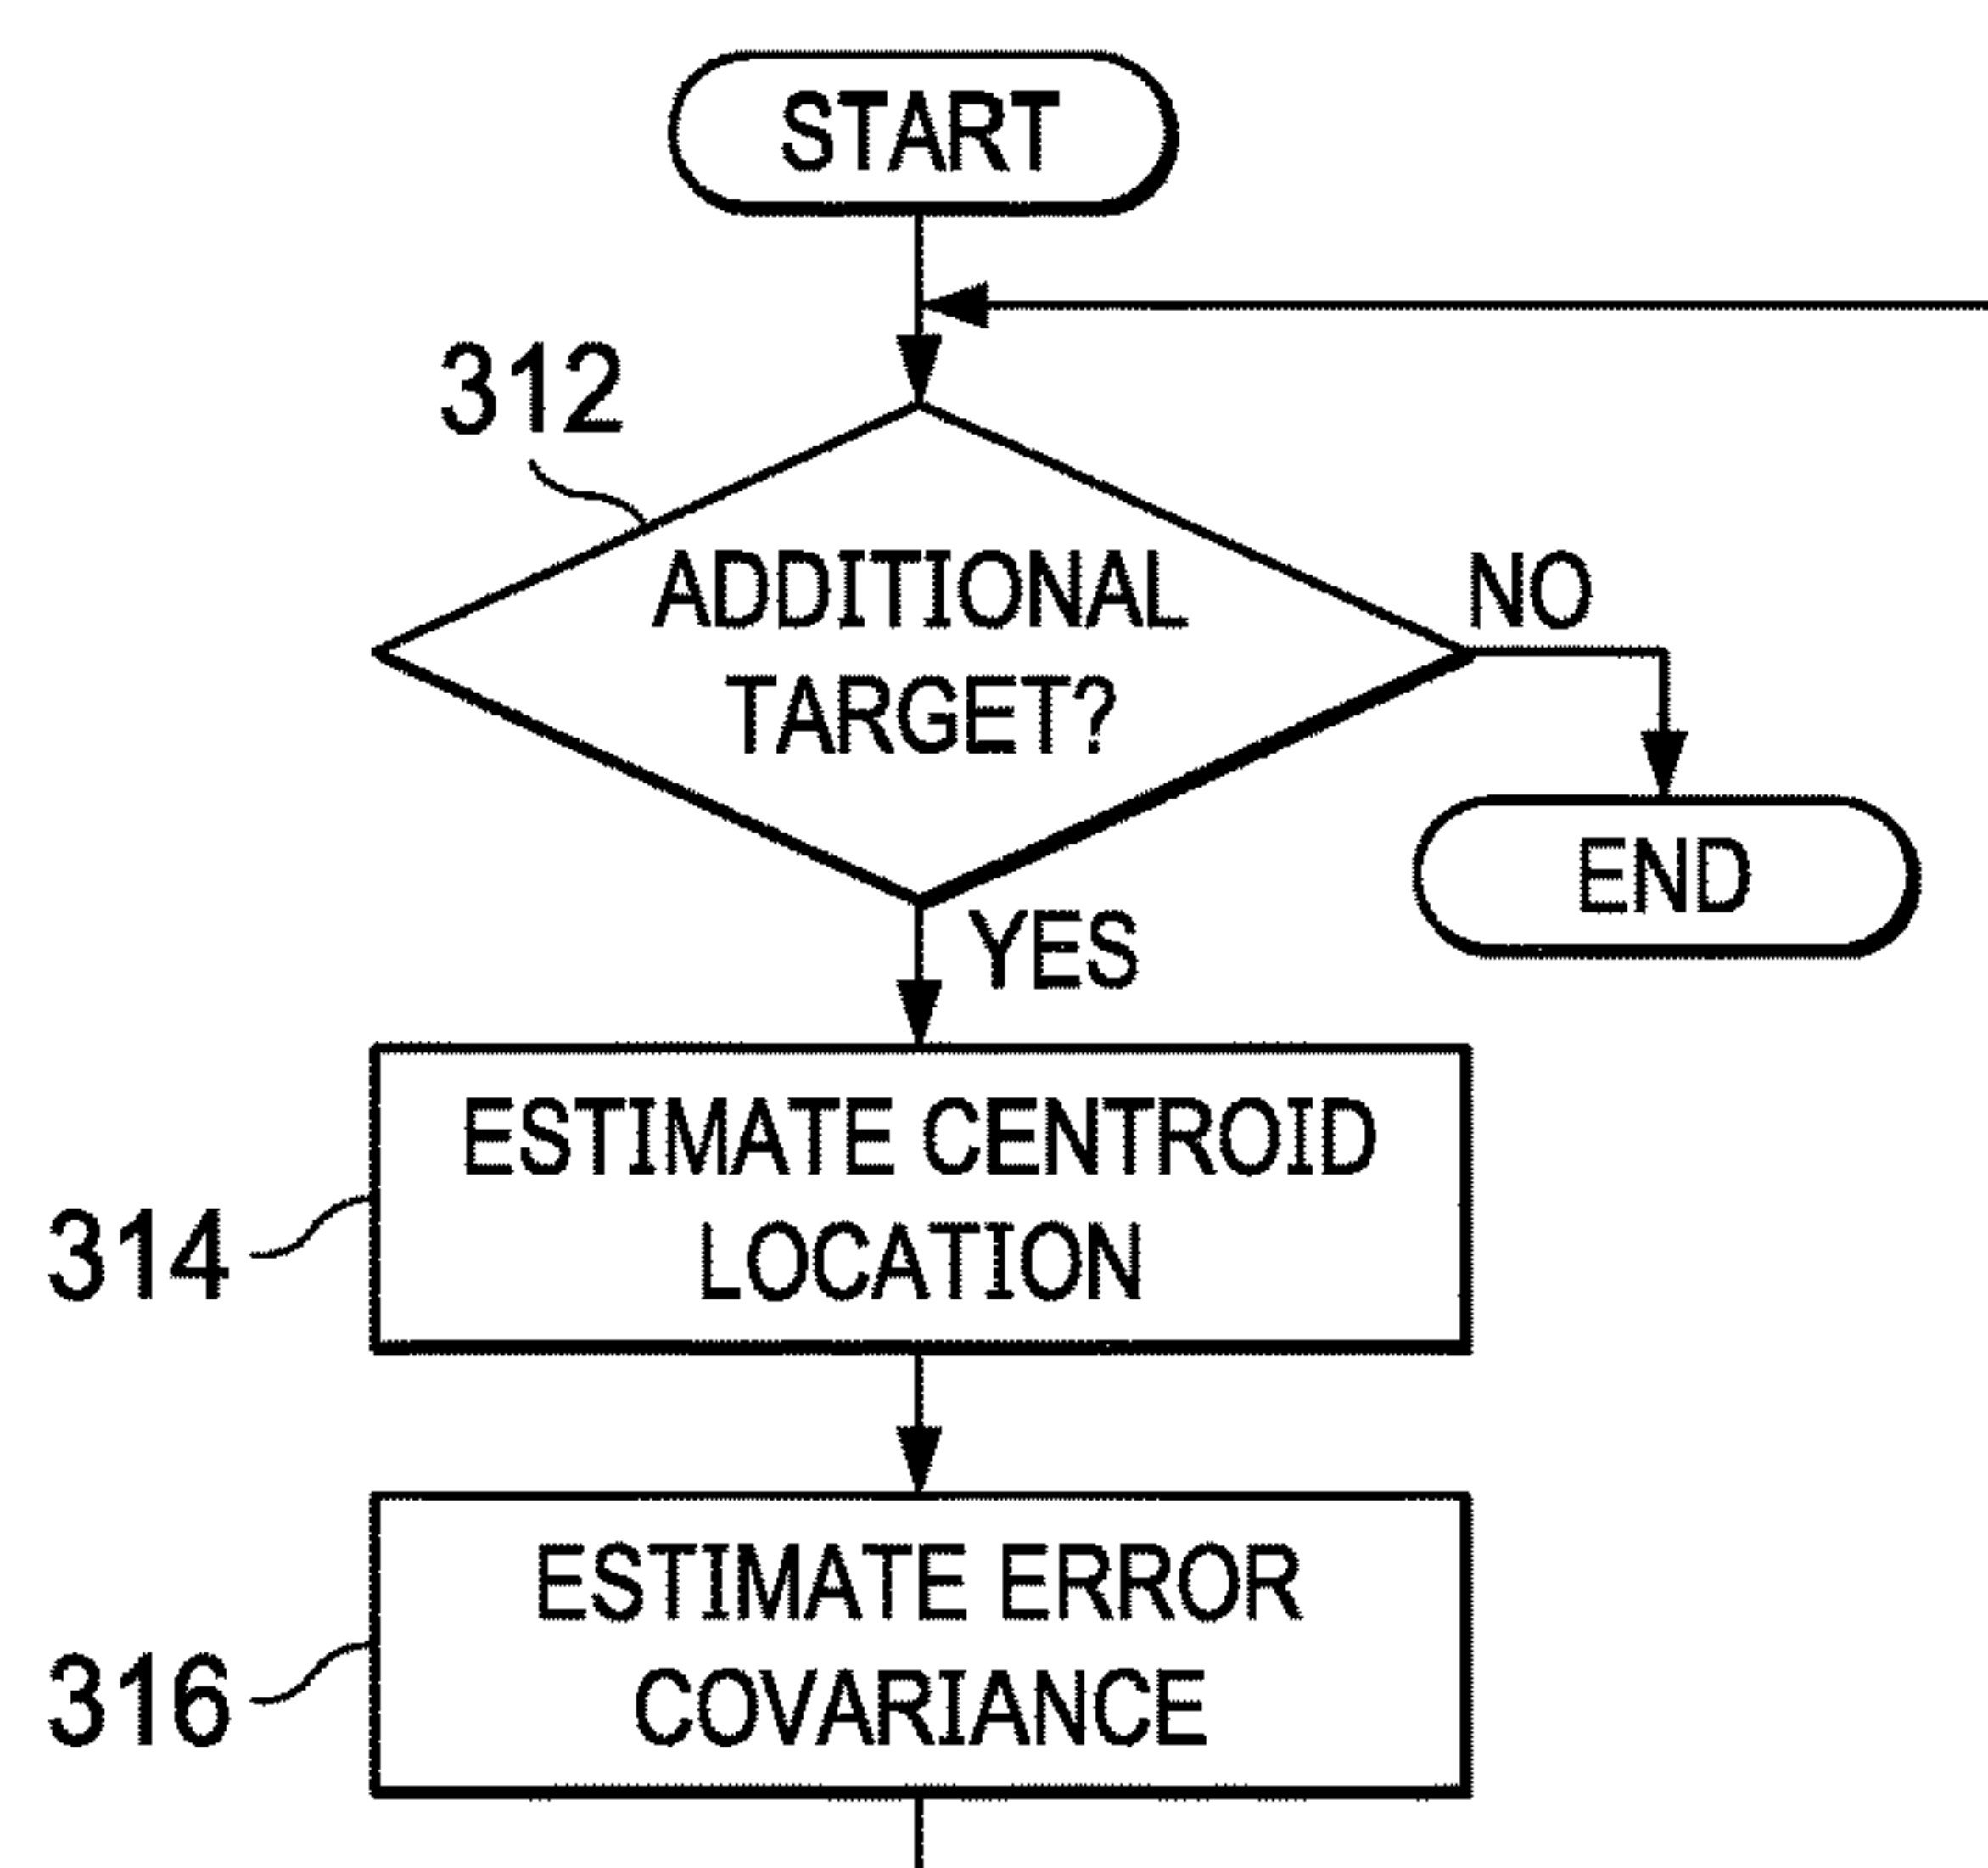 START
312
ADDITIONAL
TARGET?
NO
END
YES
ESTIMATE CENTROID
LOCATION
314
ESTIMATE ERROR
COVARIANCE
316